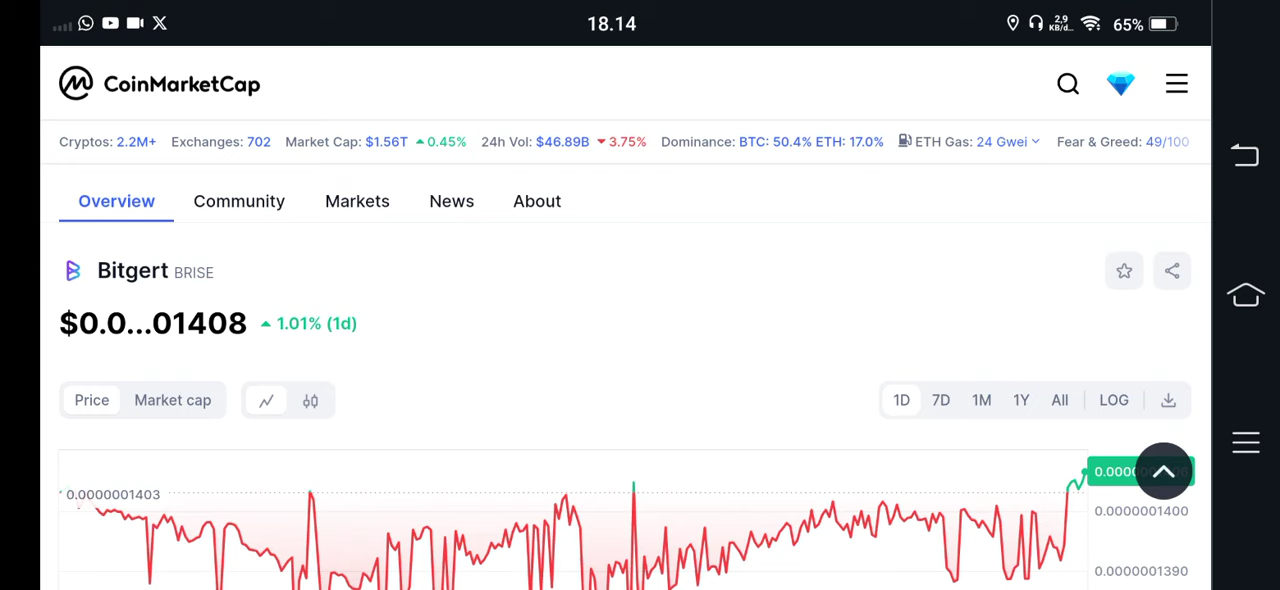 18.14
2,9
KB/d...
65%
CoinMarketCap
Cryptos: 2.2M+ Exchanges: 702 Market Cap: $1.56T 0.45% 24h Vol: $46.89B 3.75% Dominance: BTC: 50.4% ETH: 17.0% ETH Gas: 24 Gwei Fear & Greed: 49/100
Overview Community Markets News About
Bitgert BRISE
$0.0...01408 1.01% (1d)
Price Market cap 1D 7D 1M 1Y All LOG
0.0000001403
0.0000001400
0.0000001390